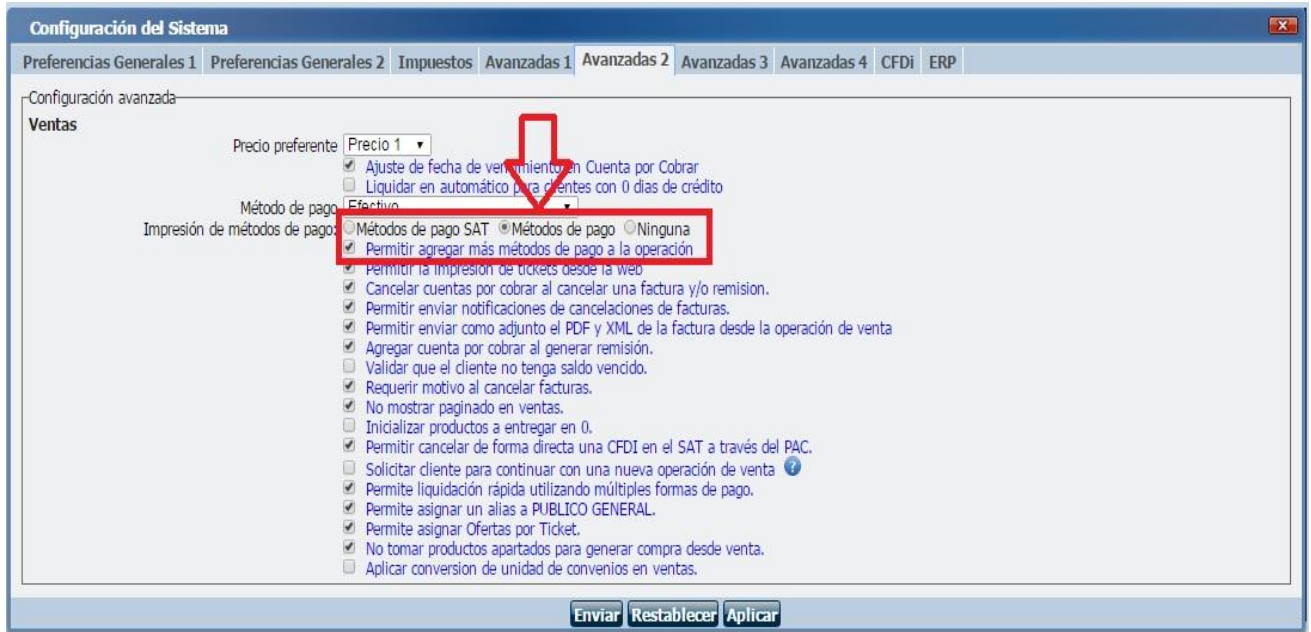 Configuración del Sistema
Preferencias Generales 1 Preferencias Generales 2 Impuestos Avanzadas 1 Avanzadas 2 Avanzadas 3 Avanzadas 4 CFDi ERP
Configuración avanzada
Ventas
Precio preferente Precio 1
Ajuste de fecha de vencimiento en Cuenta por Cobrar
Liquidar en automático para clientes con 0 dias de crédito
Método de pago Efectivo
Impresión de métodos de pago: Métodos de pago SAT Métodos de pago Ninguna
Permitir agregar más métodos de pago a la operación
Permitir la impresión de tickets desde la web
Cancelar cuentas por cobrar al cancelar una factura y/o remision.
Permitir enviar notificaciones de cancelaciones de facturas.
Permitir enviar como adjunto el PDF y XML de la factura desde la operación de venta
Agregar cuenta por cobrar al generar remisión.
Validar que el cliente no tenga saldo vencido.
Requerir motivo al cancelar facturas.
No mostrar paginado en ventas.
Inicializar productos a entregar en 0.
Permitir cancelar de forma directa una CFDI en el SAT a través del PAC.
Solicitar cliente para continuar con una nueva operación de venta ?
Permite liquidación rápida utilizando múltiples formas de pago.
Permite asignar un alias a PUBLICO GENERAL.
Permite asignar Ofertas por Ticket.
No tomar productos apartados para generar compra desde venta.
Aplicar conversion de unidad de convenios en ventas.
Enviar Restablecer Aplicar